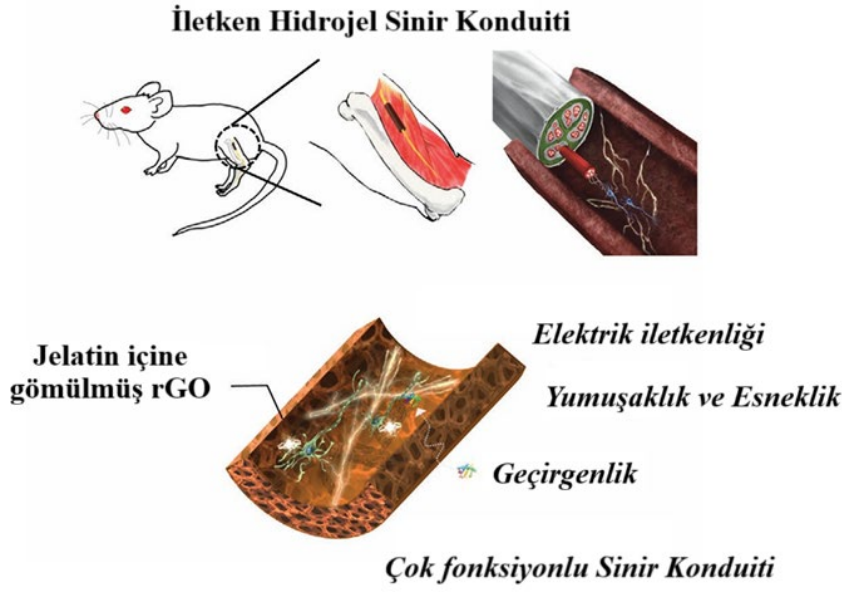 İletken Hidrojel Sinir Konduiti
Elektrik iletkenliği
Jelatin içine
gömülmüş rGO
Yumuşaklık ve Esneklik
Geçirgenlik
Çok fonksiyonlu Sinir Konduiti